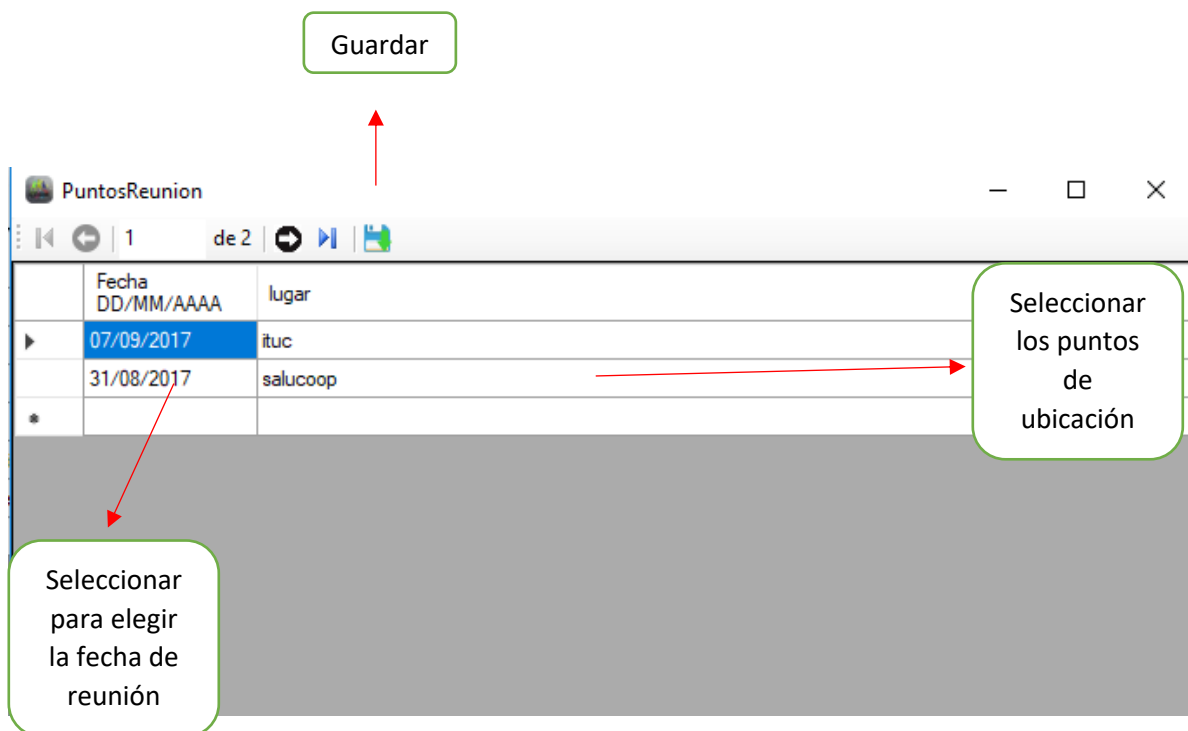 Guardar
PuntosReunion
1 de 2
Fecha
DD/MM/AAAA
lugar
07/09/2017 ituc
31/08/2017 salucoop
Seleccionar
los puntos
de
ubicación
Seleccionar
para elegir
la fecha de
reunión